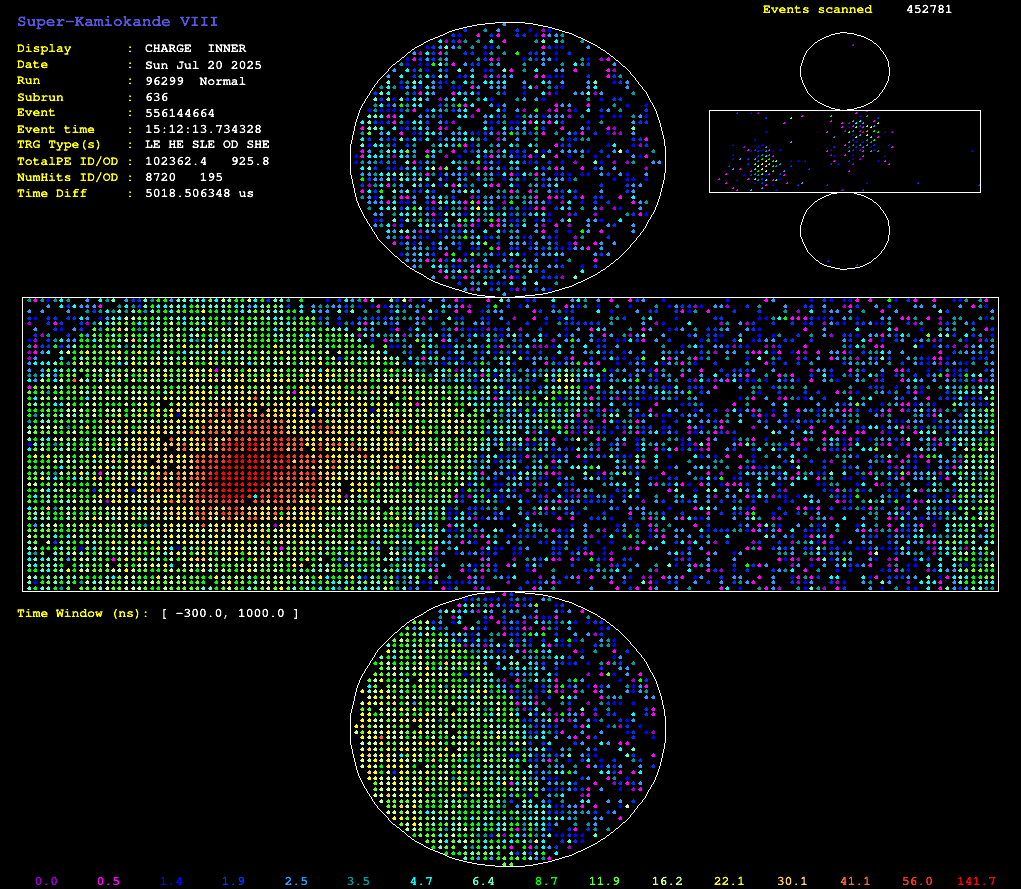 Super-Kamiokande VIII
Events scanned 452781
Display : CHARGE INNER
Date : Sun Jul 20 2025
Run : 96299 Normal
Subrun : 636
Event : 556144664
Event time : 15:12:13.734328
TRG Type(s) : LE HE SLE OD SHE
TotalPE ID/OD : 102362.4 925.8
NumHits ID/OD : 8720 195
Time Diff : 5018.506348 us
Time Window (ns): [ -300.0, 1000.0 ]
0.0 0.5 1.4 1.9 2.5 3.5 4.7 6.4 8.7 11.9 16.2 22.1 30.1 41.1 56.0 141.7